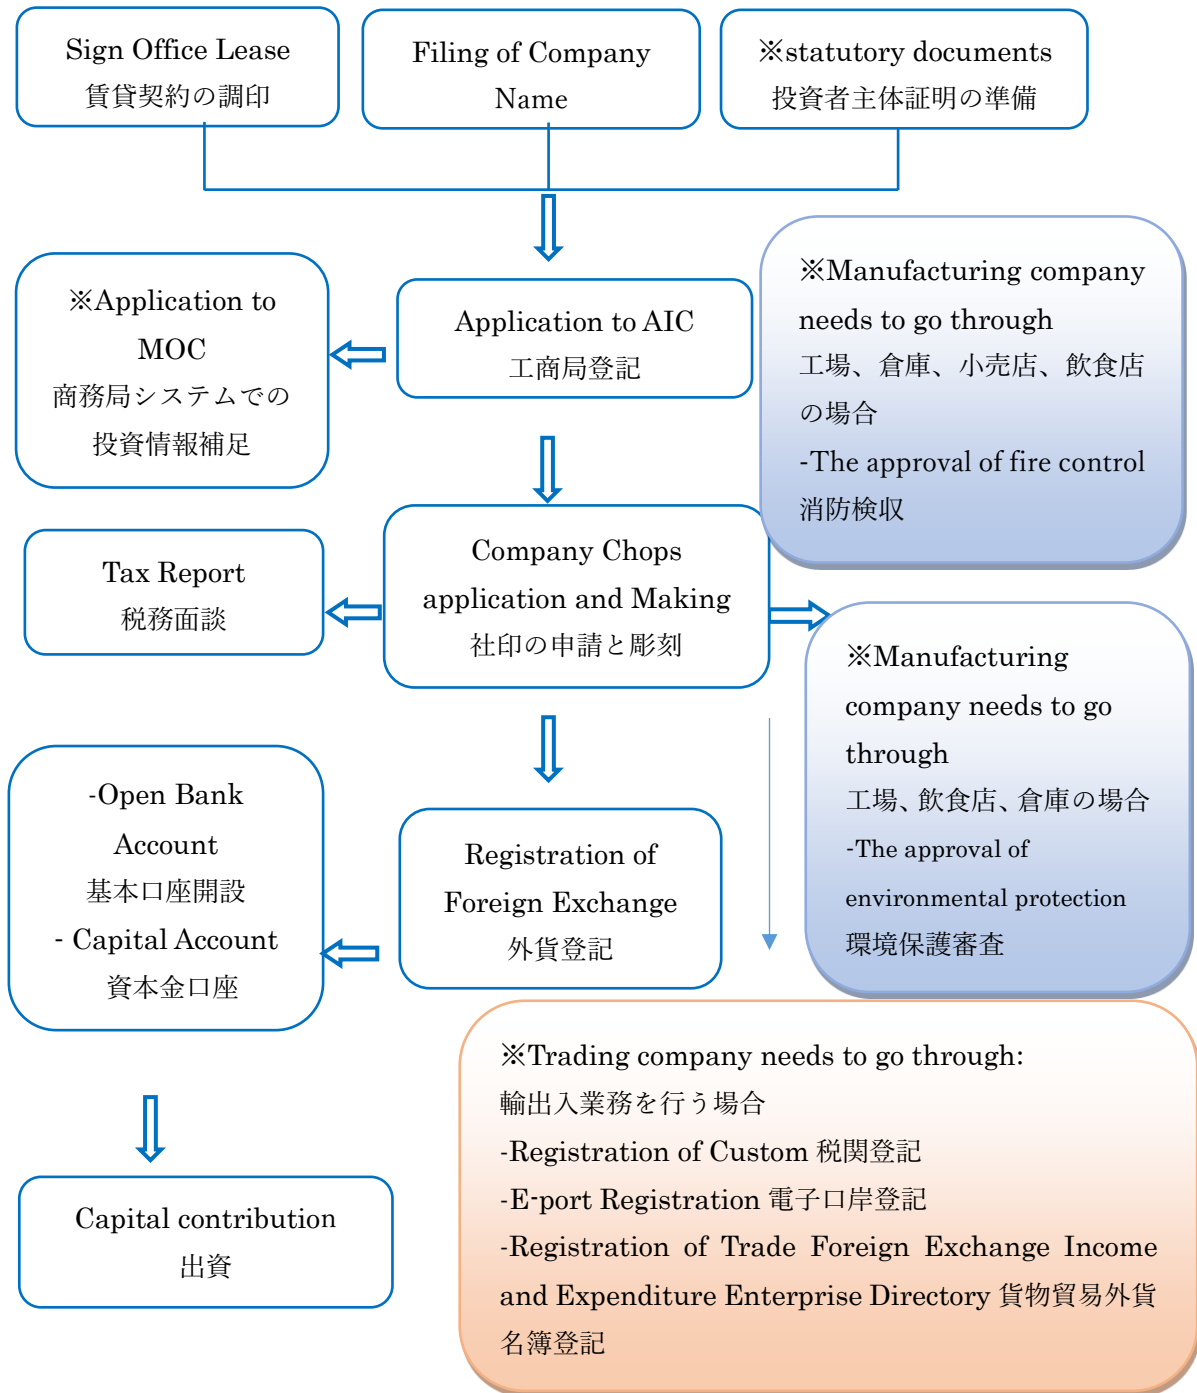 Sign Office Lease
賃貸契約の調印
Filing of Company
Name
※statutory documents
投資者主体証明の準備
※Application to
MOC
商務局システムでの
投資情報補足
Application to AIC
工商局登記
※Manufacturing company
needs to go through
工場、倉庫、小売店、飲食店
の場合
-The approval of fire control
消防検収
Tax Report
税務面談
Company Chops
application and Making
社印の申請と彫刻
※Manufacturing
company needs to go
through
工場、飲食店、倉庫の場合
-The approval of
environmental protection
環境保護審査
-Open Bank
Account
基本口座開設
- Capital Account
資本金口座
Registration of
Foreign Exchange
外貨登記
※Trading company needs to go through:
輸出入業務を行う場合
-Registration of Custom 税関登記
-E-port Registration 電子口岸登記
-Registration of Trade Foreign Exchange Income
and Expenditure Enterprise Directory 貨物貿易外貨
名簿登記
Capital contribution
出資